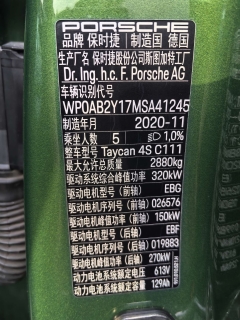 PORSCHE
品牌 保时捷 制造国 德国
生产厂名 保时捷股份公司斯图加特工厂
Dr. Ing. h.c. F. Porsche AG
车辆识别代号
WP0AB2Y17MSA41245
制造年月 2020-11
乘坐人数 5 1,0%
整车型号 Taycan 4S C111
最大允许总质量 2880kg
驱动系统综合峰值功率 320kW
驱动电机型号（前轴） EBG
驱动电机序列号（前轴） 026576
驱动电机峰值功率（前轴） 150kW
驱动电机型号（后轴） EBF
驱动电机序列号（后轴） 019883
驱动电机峰值功率（后轴） 270kW
动力电池系统额定电压 613V
动力电池系统额定容量 129Ah